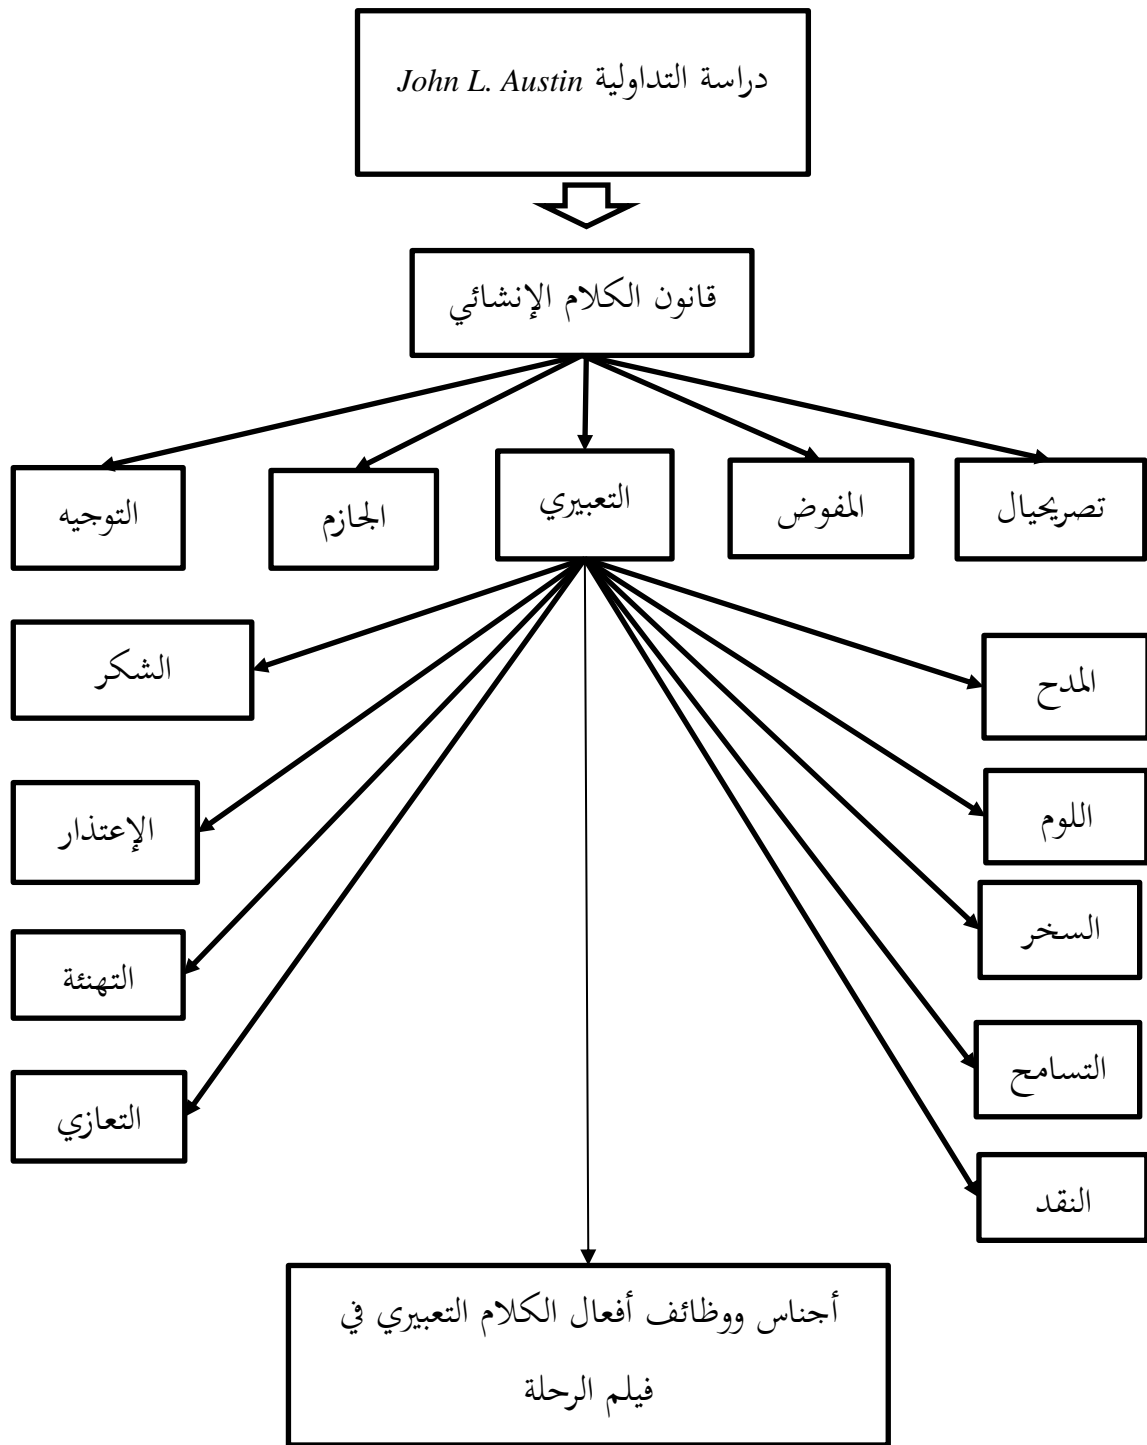 دراسة التداولية John L. Austin
قانون الكلام الإنشائي
تصريحيال
المفوض
التعبيري
الجازم
التوجيه
المدح
الشكر
اللوم
الإعتذار
السخر
التهنئة
التسامح
التعازي
النقد
أجناس ووظائف أفعال الكلام التعبيري في
فيلم الرحلة